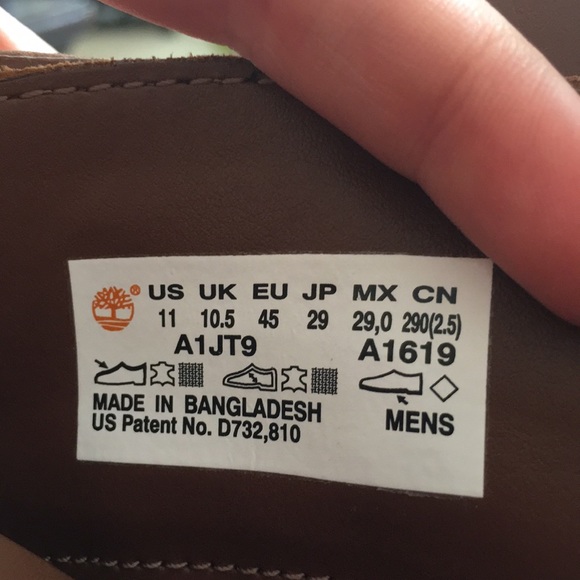 ® US UK EU JP MX CN
11 10.5 45 29 29,0 290(2.5)
A1JT9 A1619
MADE IN BANGLADESH
US Patent No. D732,810 MENS